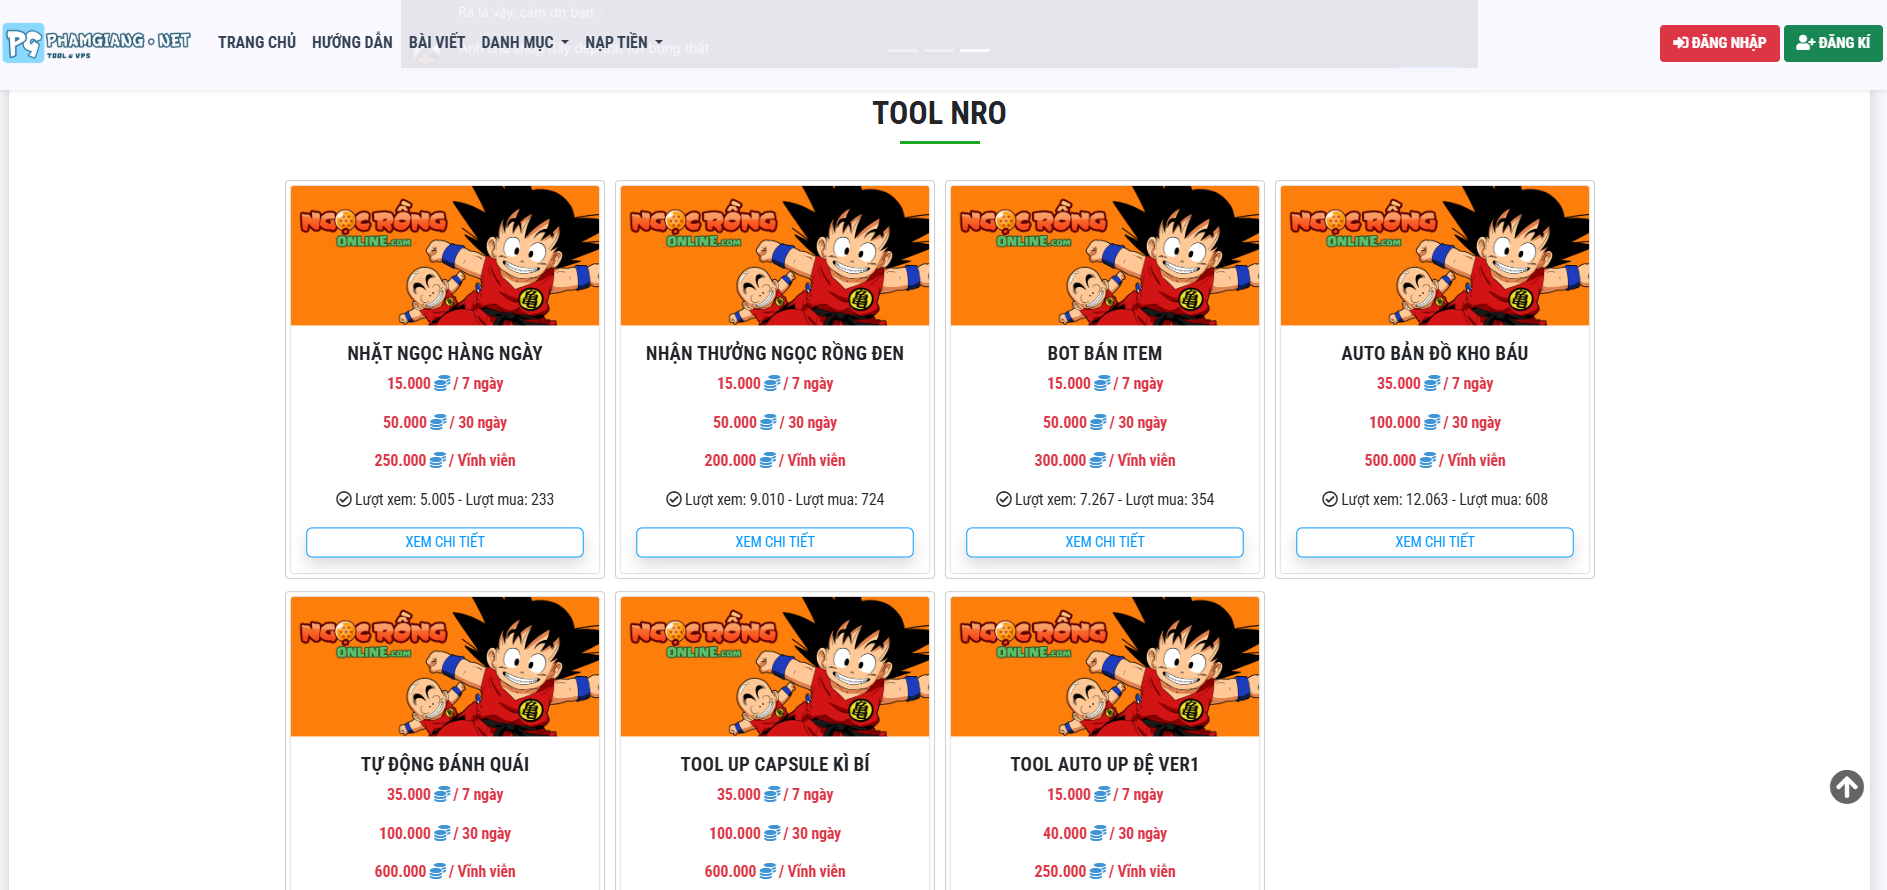 Ra là vậy, cảm ơn bạn
PHAMGIANG.NET
TOOL & VPS
TRANG CHỦ
HƯỚNG DẪN
BÀI VIẾT
DANH MỤC
NẠP TIỀN
ĐĂNG NHẬP
ĐĂNG KÍ
TOOL NRO
NGỌC RỒNG
ONLINE.COM
NGỌC RỒNG
ONLINE.COM
NGỌC RỒNG
ONLINE.COM
NGỌC RỒNG
ONLINE.COM
NHẶT NGỌC HÀNG NGÀY
15.000 / 7 ngày
50.000 / 30 ngày
250.000 / Vĩnh viễn
Lượt xem: 5.005 - Lượt mua: 233
XEM CHI TIẾT
NHẬN THƯỞNG NGỌC RỒNG ĐEN
15.000 / 7 ngày
50.000 / 30 ngày
200.000 / Vĩnh viễn
Lượt xem: 9.010 - Lượt mua: 724
XEM CHI TIẾT
BOT BÁN ITEM
15.000 / 7 ngày
50.000 / 30 ngày
300.000 / Vĩnh viễn
Lượt xem: 7.267 - Lượt mua: 354
XEM CHI TIẾT
AUTO BẢN ĐỒ KHO BÁU
35.000 / 7 ngày
100.000 / 30 ngày
500.000 / Vĩnh viễn
Lượt xem: 12.063 - Lượt mua: 608
XEM CHI TIẾT
NGỌC RỒNG
ONLINE.COM
NGỌC RỒNG
ONLINE.COM
NGỌC RỒNG
ONLINE.COM
TỰ ĐỘNG ĐÁNH QUÁI
35.000 / 7 ngày
100.000 / 30 ngày
600.000 / Vĩnh viễn
TOOL UP CAPSULE KÌ BÍ
35.000 / 7 ngày
100.000 / 30 ngày
600.000 / Vĩnh viễn
TOOL AUTO UP ĐỆ VER1
15.000 / 7 ngày
40.000 / 30 ngày
250.000 / Vĩnh viễn